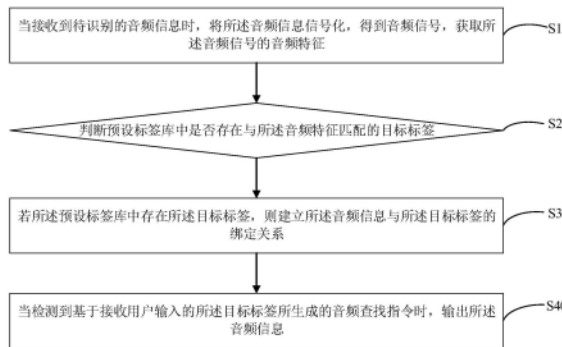 当接收到待识别的音频信息时，将所述音频信息信号化，得到音频信号，获取所
述音频信号的音频特征
S1
判断预设标签库中是否存在与所述音频特征匹配的目标标签
S2
若所述预设标签库中存在所述目标标签，则建立所述音频信息与所述目标标签的
绑定关系
S3
当检测到基于接收用户输入的所述目标标签所生成的音频查找指令时，输出所述
音频信息
S40